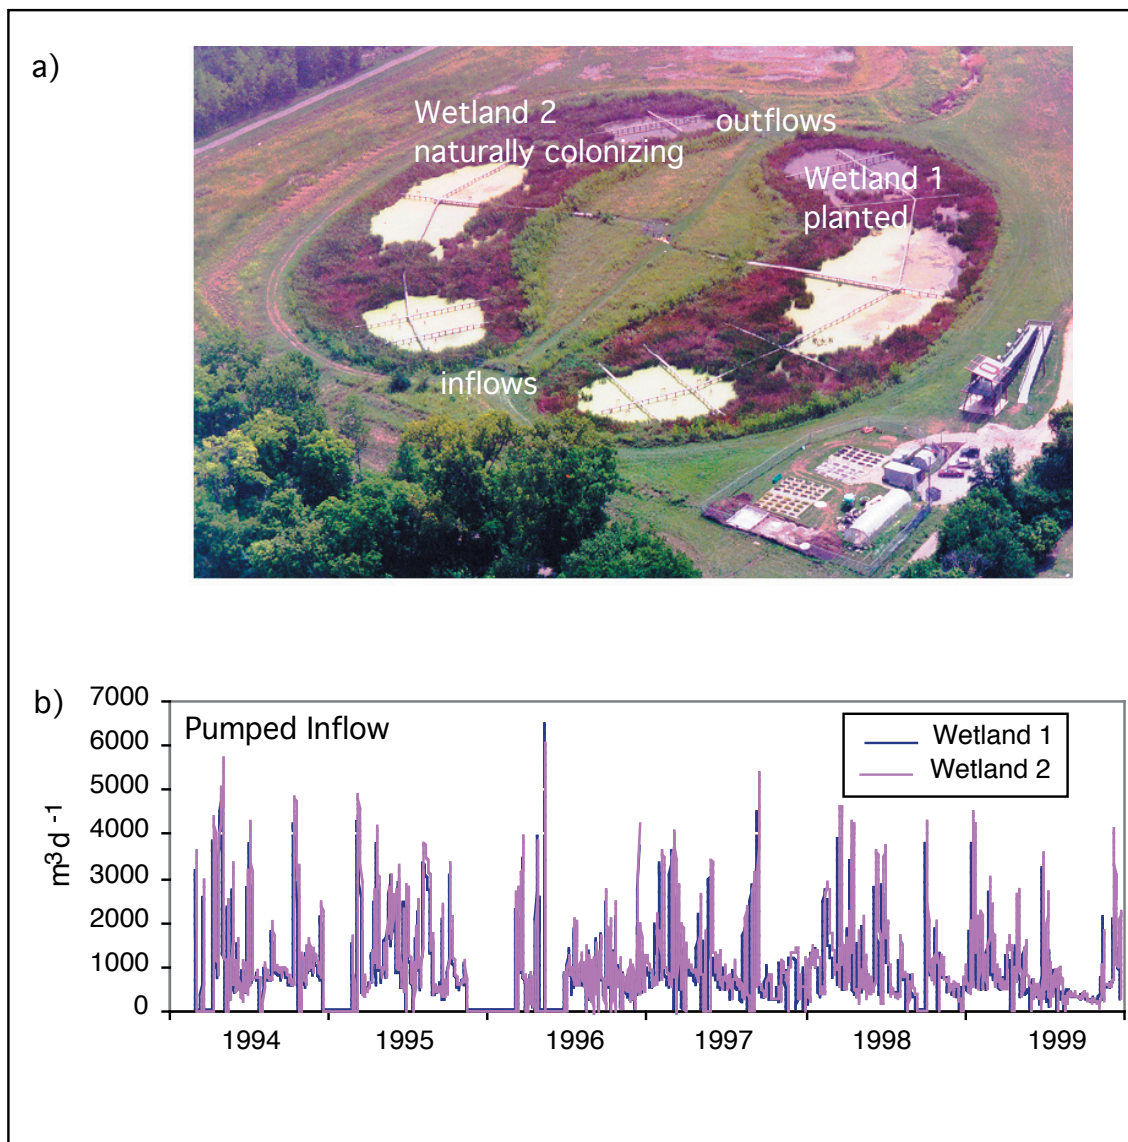 a)
Wetland 2
naturally colonizing
outflows
Wetland 1
planted
inflows
b)
Pumped Inflow
Wetland 1
Wetland 2
m³d -1
7000
6000
5000
4000
3000
2000
1000
0
1994
1995
1996
1997
1998
1999